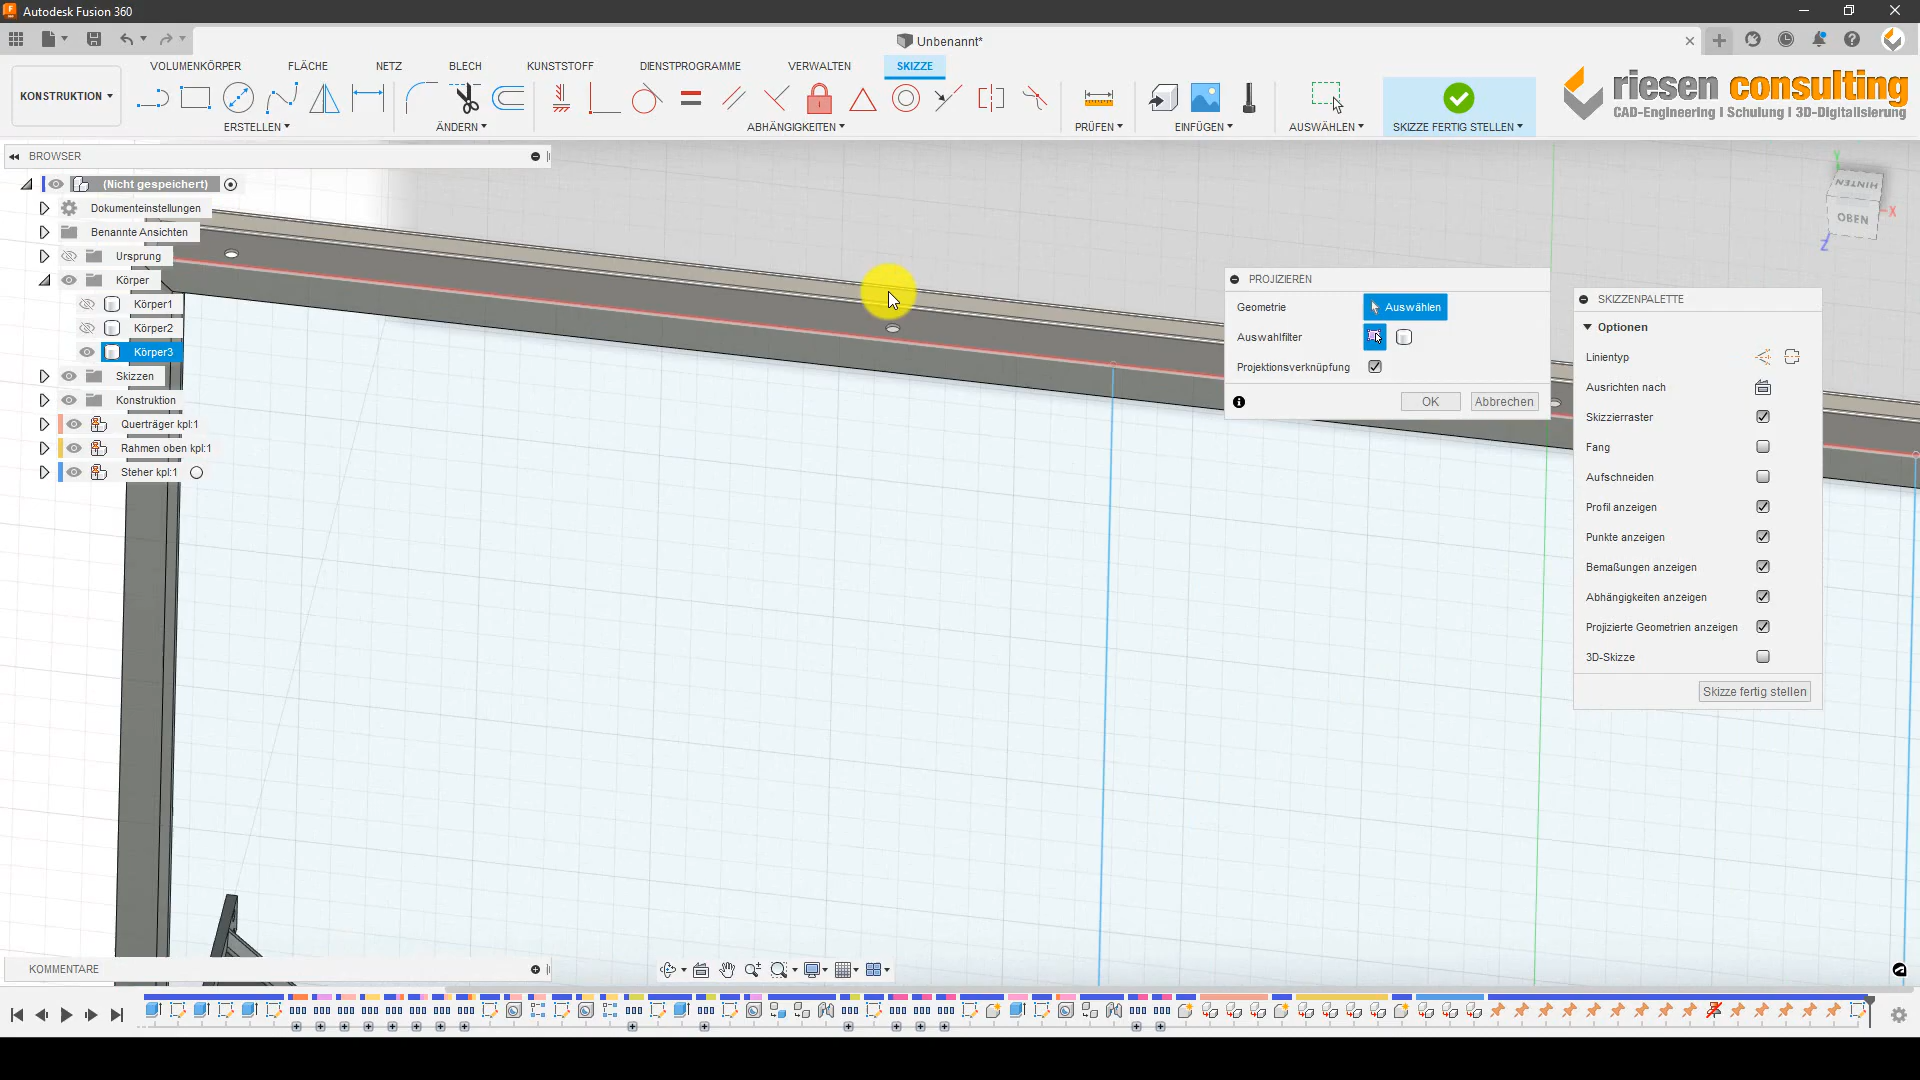 Autodesk Fusion 360
Unbenannt*
KONSTRUKTION
VOLUMENKÖRPER
FLÄCHE
NETZ
BLECH
KUNSTSTOFF
DIENSTPROGRAMME
VERWALTEN
SKIZZE
ERSTELLEN
ÄNDERN
ABHÄNGIGKEITEN
PRÜFEN
EINFÜGEN
AUSWÄHLEN
SKIZZE FERTIG STELLEN
riesen consulting
CAD-Engineering I Schulung I 3D-Digitalisierung
BROWSER
(Nicht gespeichert)
Dokumenteinstellungen
Benannte Ansichten
Ursprung
Körper
Körper1
Körper2
Körper3
Skizzen
Konstruktion
Querträger kpl:1
Rahmen oben kpl:1
Steher kpl:1
PROJIZIEREN
Geometrie
Auswählen
Auswahlfilter
Projektionsverknüpfung
OK
Abbrechen
SKIZZENPALETTE
Optionen
Linientyp
Ausrichten nach
Skizzierraster
Fang
Aufschneiden
Profil anzeigen
Punkte anzeigen
Bemaßungen anzeigen
Abhängigkeiten anzeigen
Projizierte Geometrien anzeigen
3D-Skizze
Skizze fertig stellen
HINTEN
OBEN
Y
X
Z
KOMMENTARE